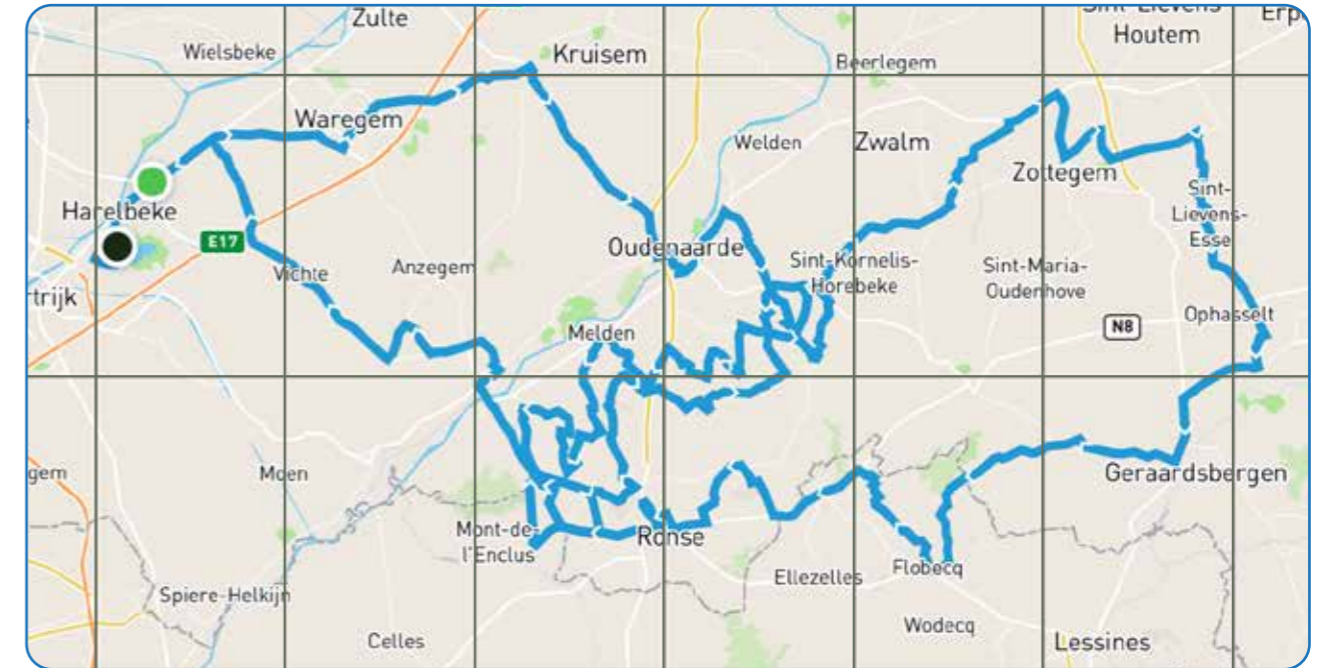 Zulte
Houtem
Wielsbeke
Kruisem
Beerlegem
Waregem
Welden
Zwalm
Zottegem
Harelbeke
Sint-
Lievens-
Esse
E17
Oudenaarde
Vichte
Anzegem
Sint-Kornelis-
Horebeke
Sint-Maria-
Oudenhove
rtrijk
Melden
N8
Ophasselt
gem
Moen
Geraardsbergen
Mont-de-
l'Enclus
Ronse
Ellezelles
Flobecq
Spiere-Helkijn
Wodecq
Celles
Lessines